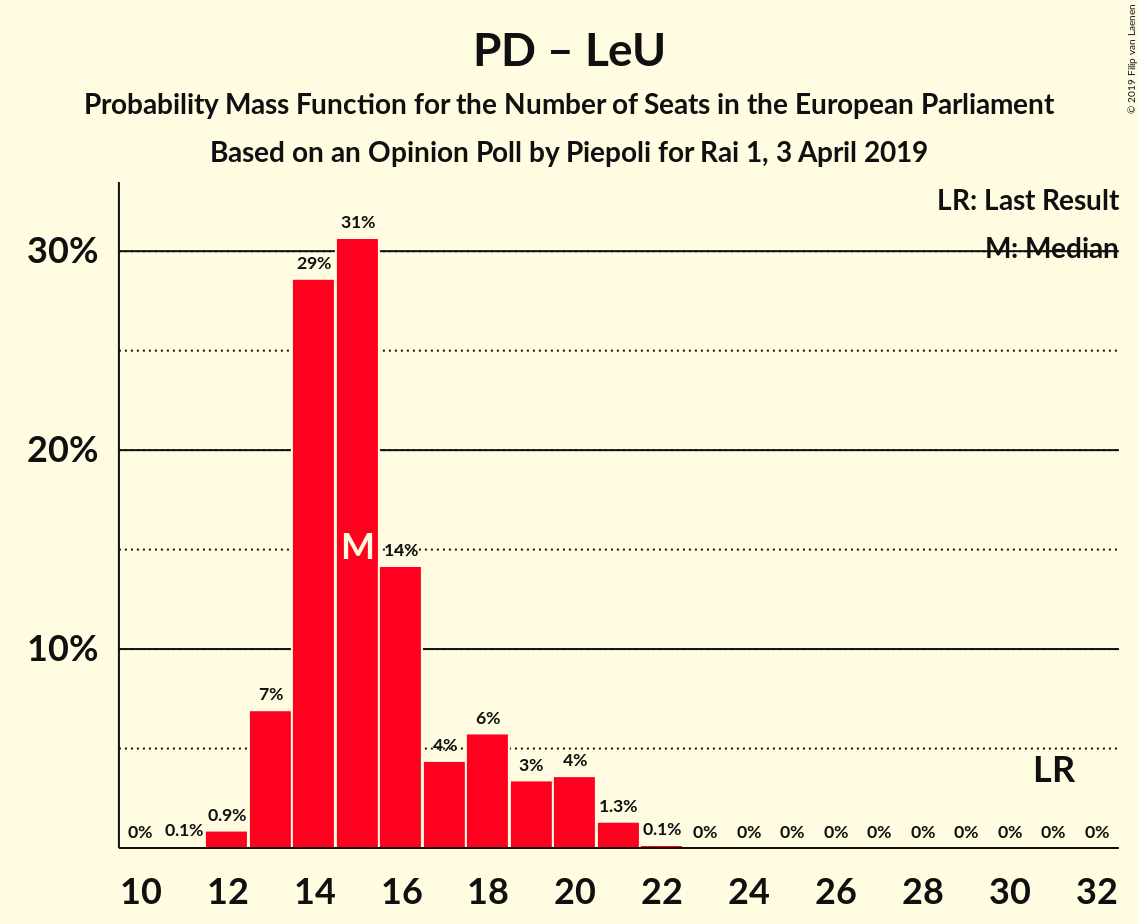 PD – LeU
Probability Mass Function for the Number of Seats in the European Parliament
Based on an Opinion Poll by Piepoli for Rai 1, 3 April 2019
© 2019 Filip van Laenen
LR: Last Result
M: Median
30%
20%
10%
0%
0.1%
0.9%
7%
29%
31%
14%
4%
6%
3%
4%
1.3%
0.1%
0%
0%
0%
0%
0%
0%
0%
0%
0%
0%
M
LR
10 12 14 16 18 20 22 24 26 28 30 32